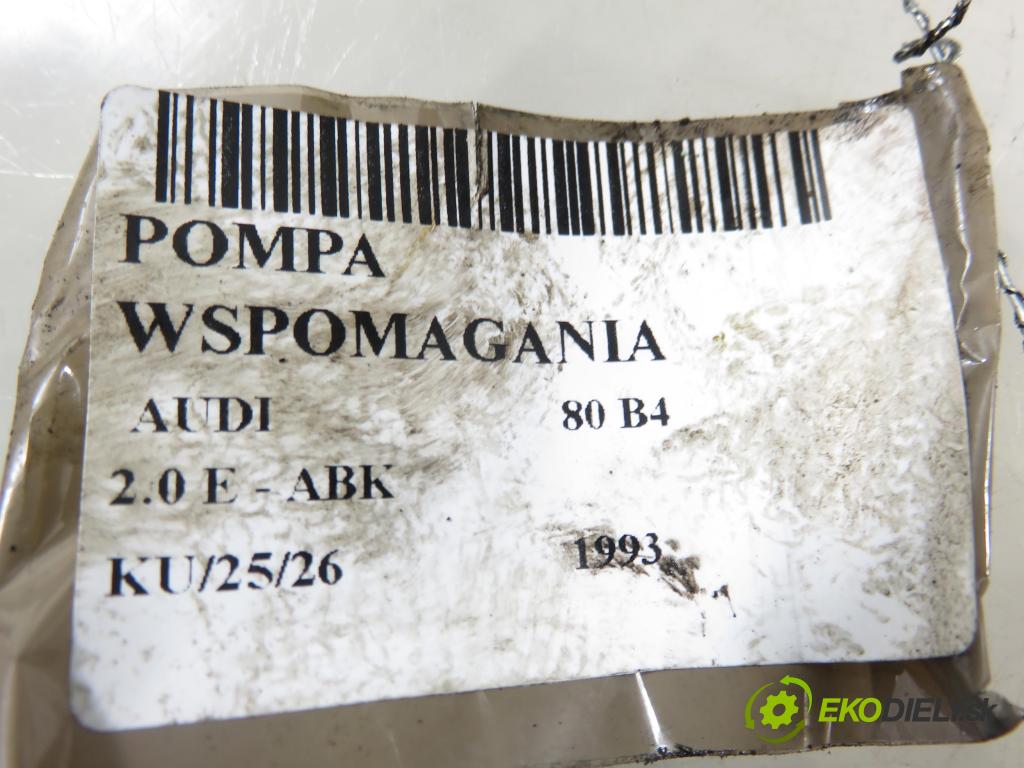 POMPA
WSPOMAGANIA
AUDI 80 B4
2.0 E - ABK
KU/25/26 1993
EKODIELY.sk